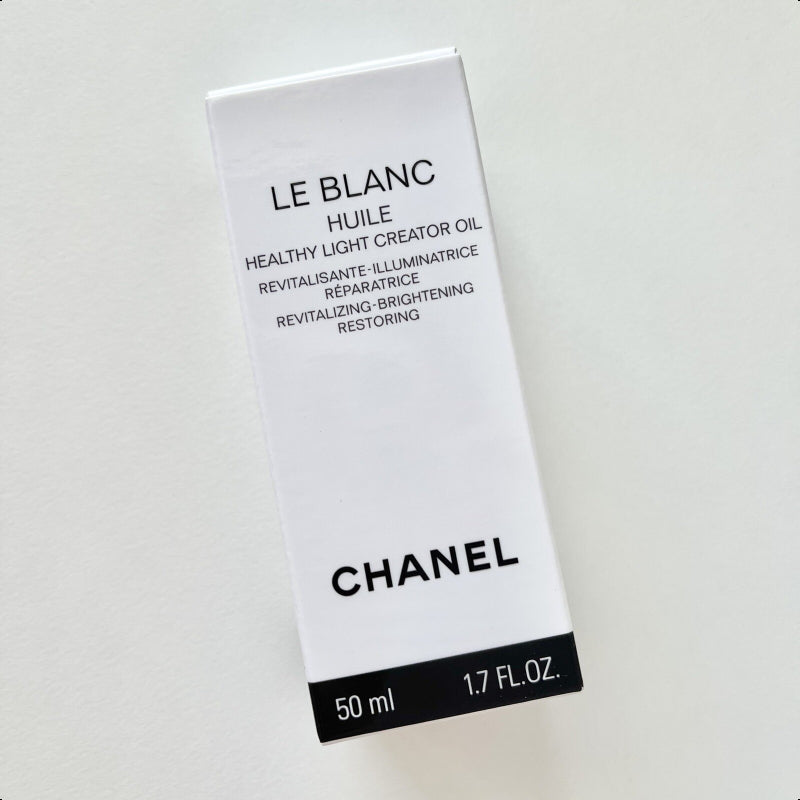 LE BLANC
HUILE
HEALTHY LIGHT CREATOR OIL
REVITALISANTE-ILLUMINATRICE
RÉPARATRICE
REVITALIZING-BRIGHTENING
RESTORING
CHANEL
50 ml 1.7 FL.OZ.